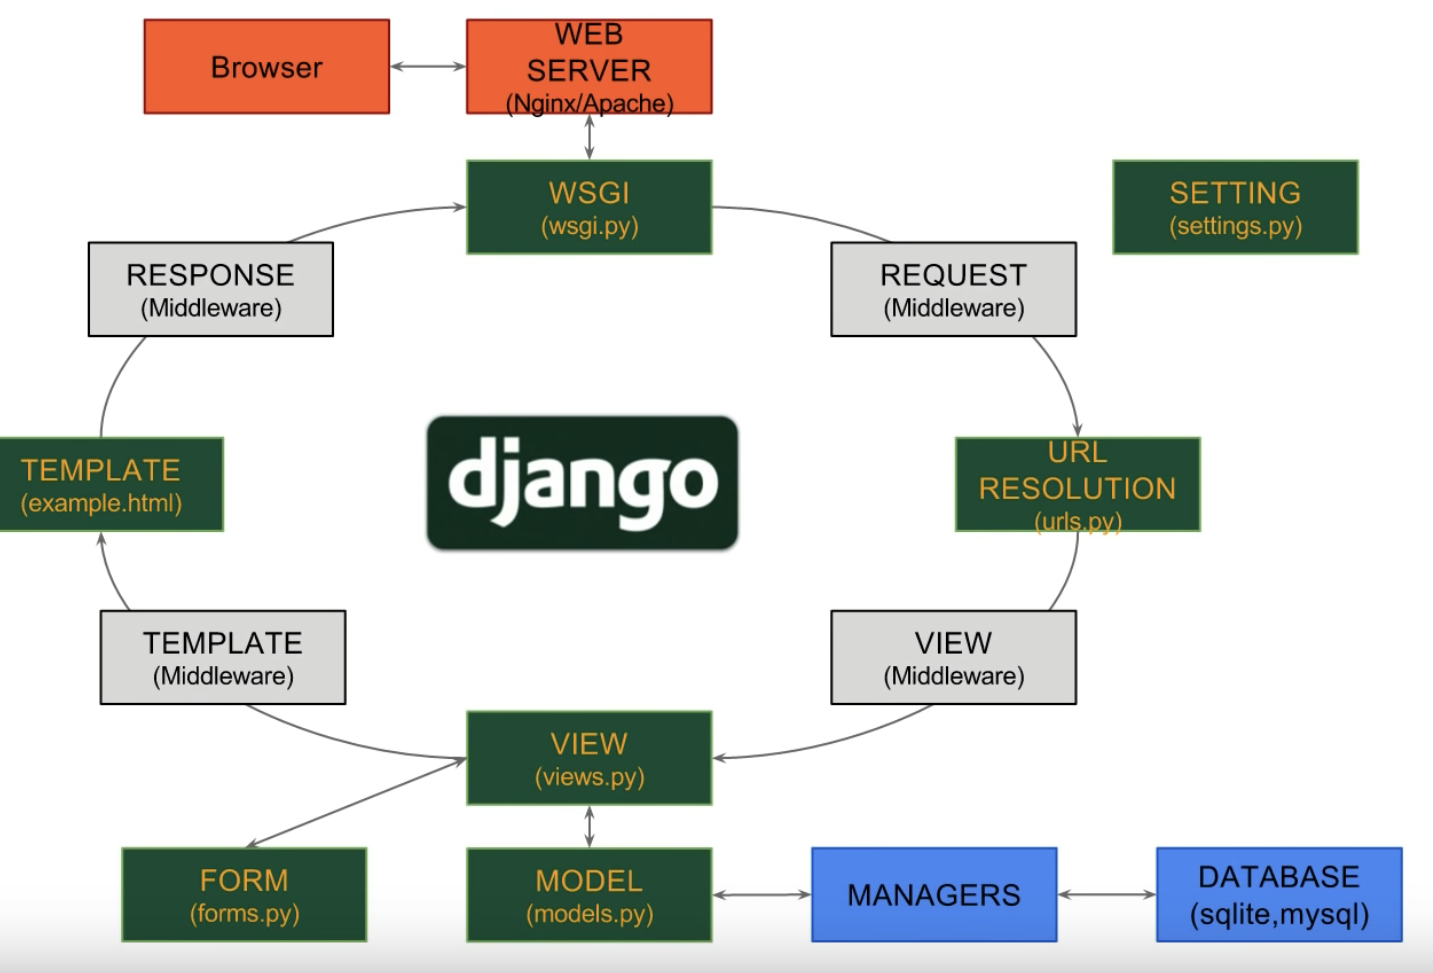 Browser
WEB
SERVER
(Nginx/Apache)
WSGI
(wsgi.py)
SETTING
(settings.py)
RESPONSE
(Middleware)
REQUEST
(Middleware)
TEMPLATE
(example.html)
django
URL
RESOLUTION
(urls.py)
TEMPLATE
(Middleware)
VIEW
(Middleware)
VIEW
(views.py)
FORM
(forms.py)
MODEL
(models.py)
MANAGERS
DATABASE
(sqlite,mysql)